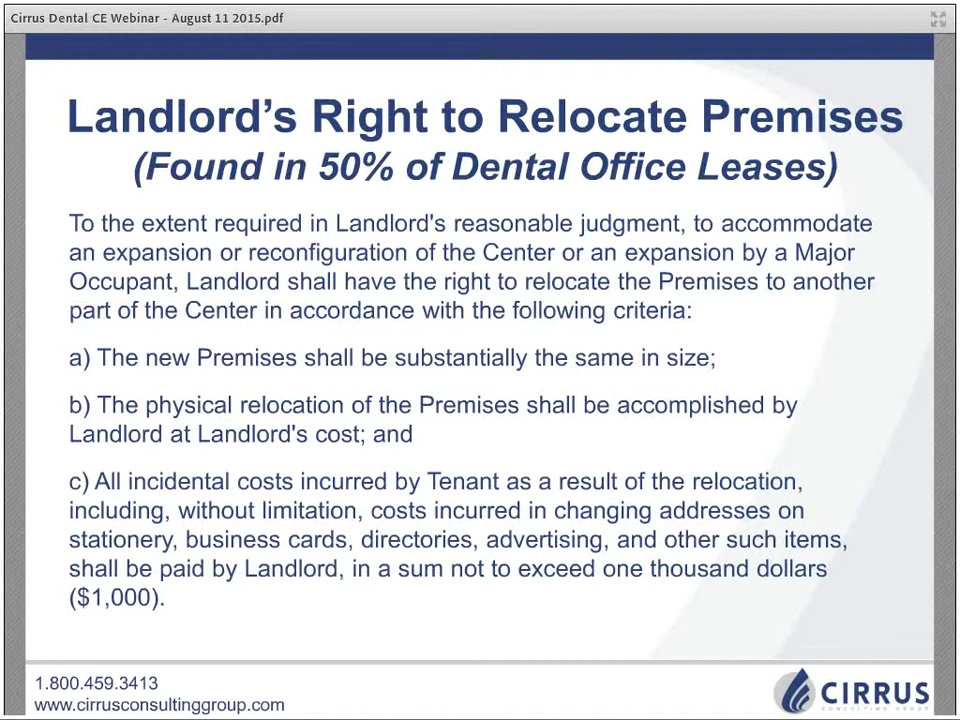 Cirrus Dental CE Webinar - August 11 2015.pdf
Landlord's Right to Relocate Premises
(Found in 50% of Dental Office Leases)
To the extent required in Landlord's reasonable judgment, to accommodate
an expansion or reconfiguration of the Center or an expansion by a Major
Occupant, Landlord shall have the right to relocate the Premises to another
part of the Center in accordance with the following criteria:
a) The new Premises shall be substantially the same in size;
b) The physical relocation of the Premises shall be accomplished by
Landlord at Landlord's cost; and
c) All incidental costs incurred by Tenant as a result of the relocation,
including, without limitation, costs incurred in changing addresses on
stationery, business cards, directories, advertising, and other such items,
shall be paid by Landlord, in a sum not to exceed one thousand dollars
($1,000).
1.800.459.3413
www.cirrusconsultinggroup.com
CIRRUS
CONSULTING GROUP